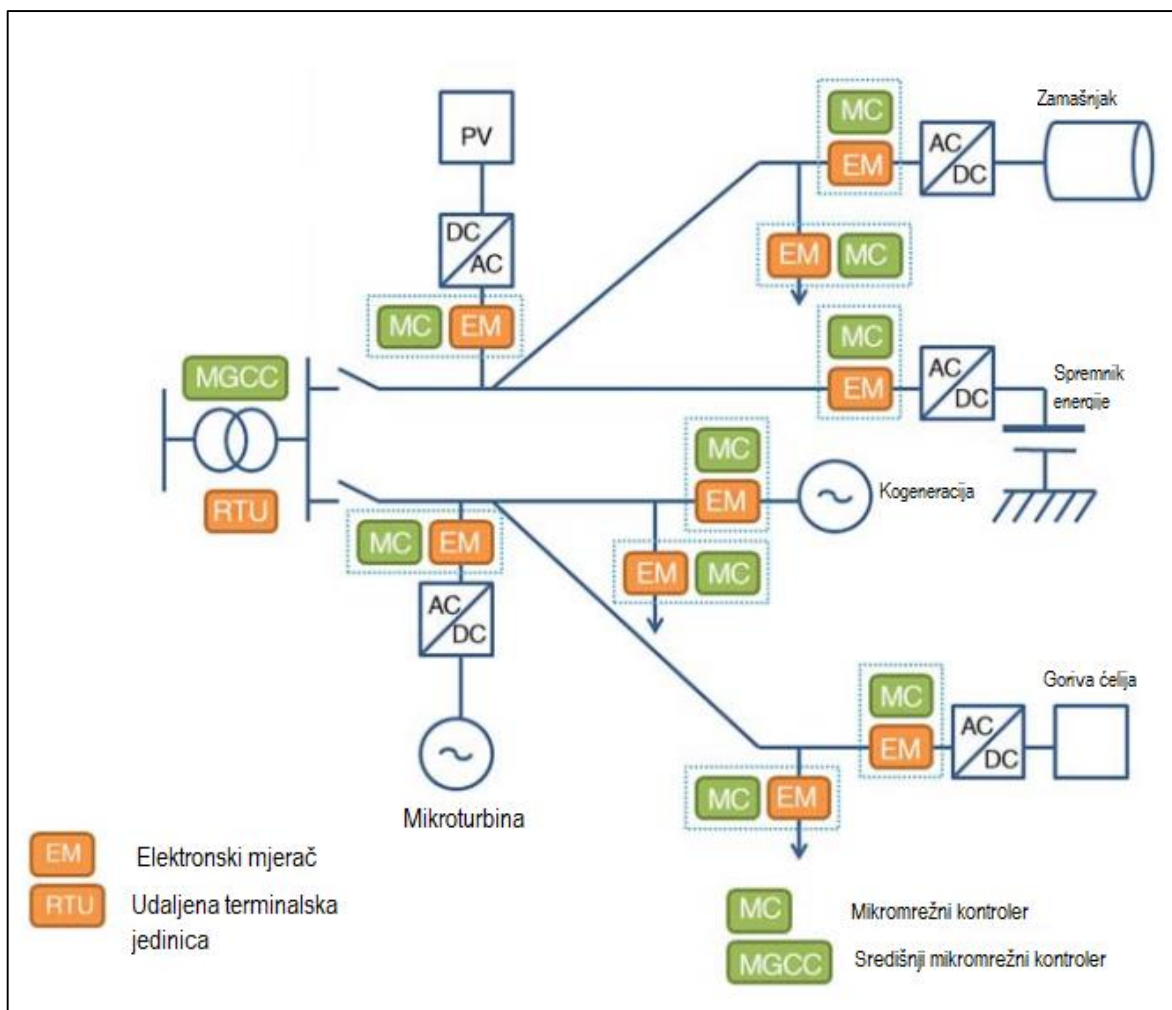 MC
Zamašnjak
PV
EM
AC
DC
DC
AC
EM MC
MC EM
MC
MGCC
EM
AC
DC
Spremnik
energije
MC
RTU
EM
Kogeneracija
MC EM
EM MC
AC
DC
MC
Goriva ćelija
EM
AC
DC
MC EM
Mikroturbina
EM Elektronski mjerač
RTU Udaljena terminalska
jedinica
MC Mikromrežni kontroler
MGCC Središnji mikromrežni kontroler